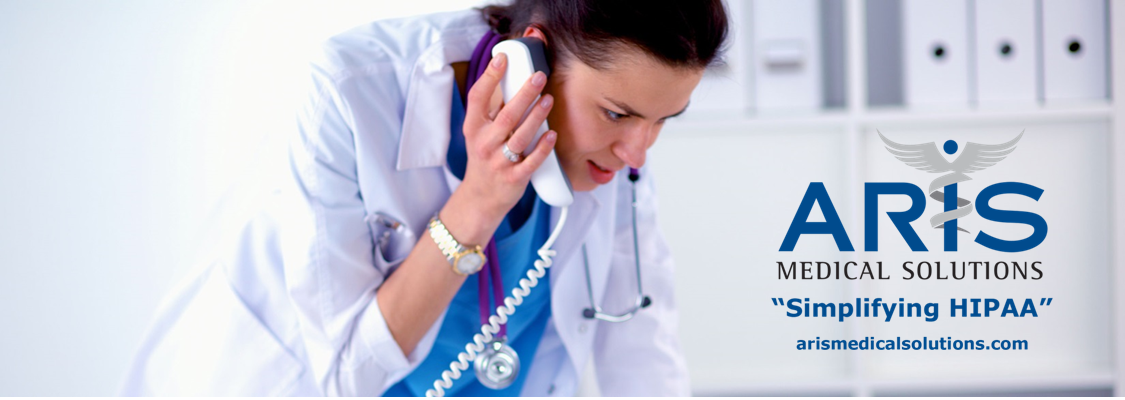 ARIS
MEDICAL SOLUTIONS
“Simplifying HIPAA”
arismedicalsolutions.com